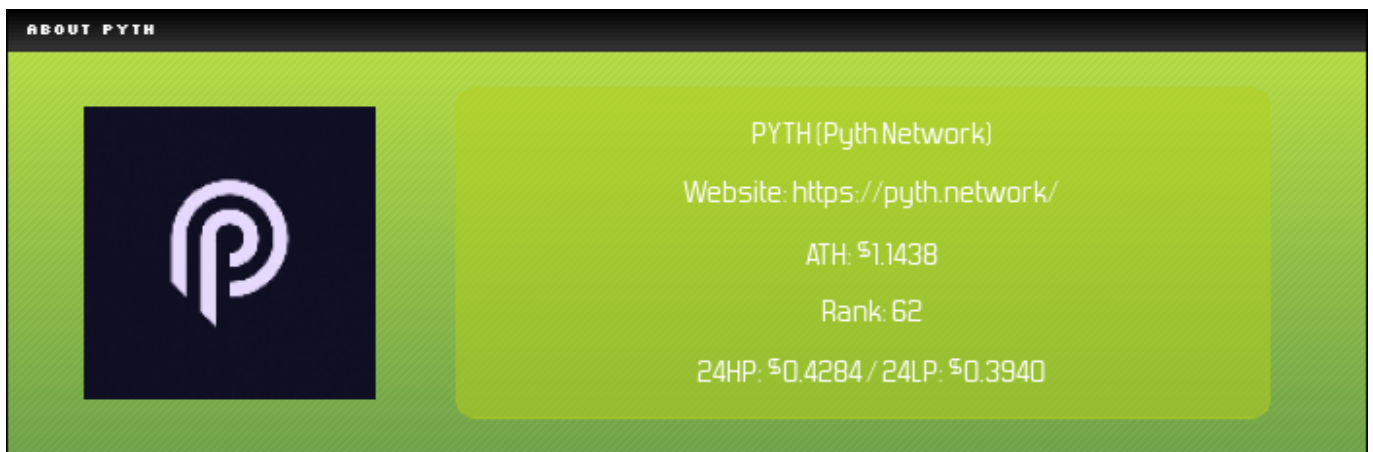 ABOUT PYTH
PYTH (Pyth Network)
Website: https://pyth.network/
ATH: $1.1438
Rank: 62
24HP: $0.4284 / 24LP: $0.3940